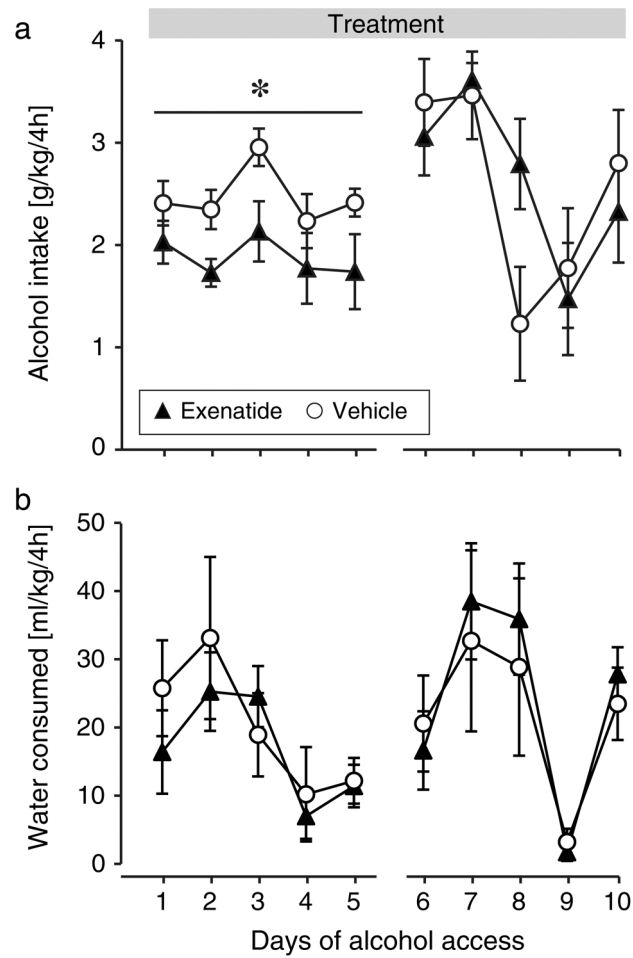 a
Treatment
Alcohol intake [g/kg/4h]
4
*
3
2
1
0
Exenatide
Vehicle
b
Water consumed [ml/kg/4h]
50
40
30
20
10
0
1 2 3 4 5 6 7 8 9 10
Days of alcohol access